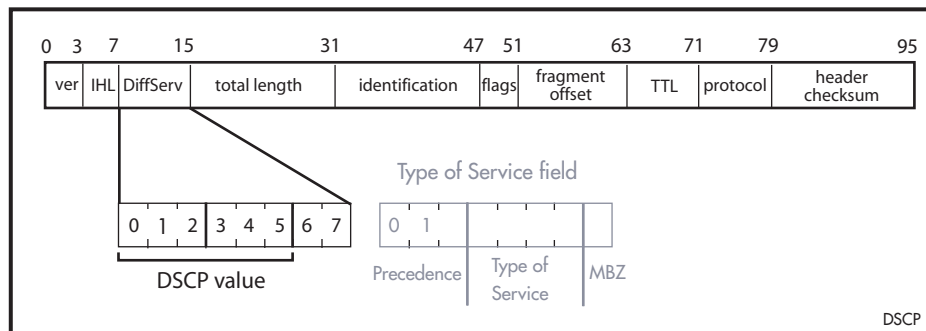 0 3 7 15 31 47 51 63 71 79 95
ver IHL DiffServ total length identification flags fragment offset TTL protocol header checksum
Type of Service field
0 1 2 3 4 5 6 7
0 1
DSCP value
Precedence
Type of
Service
MBZ
DSCP